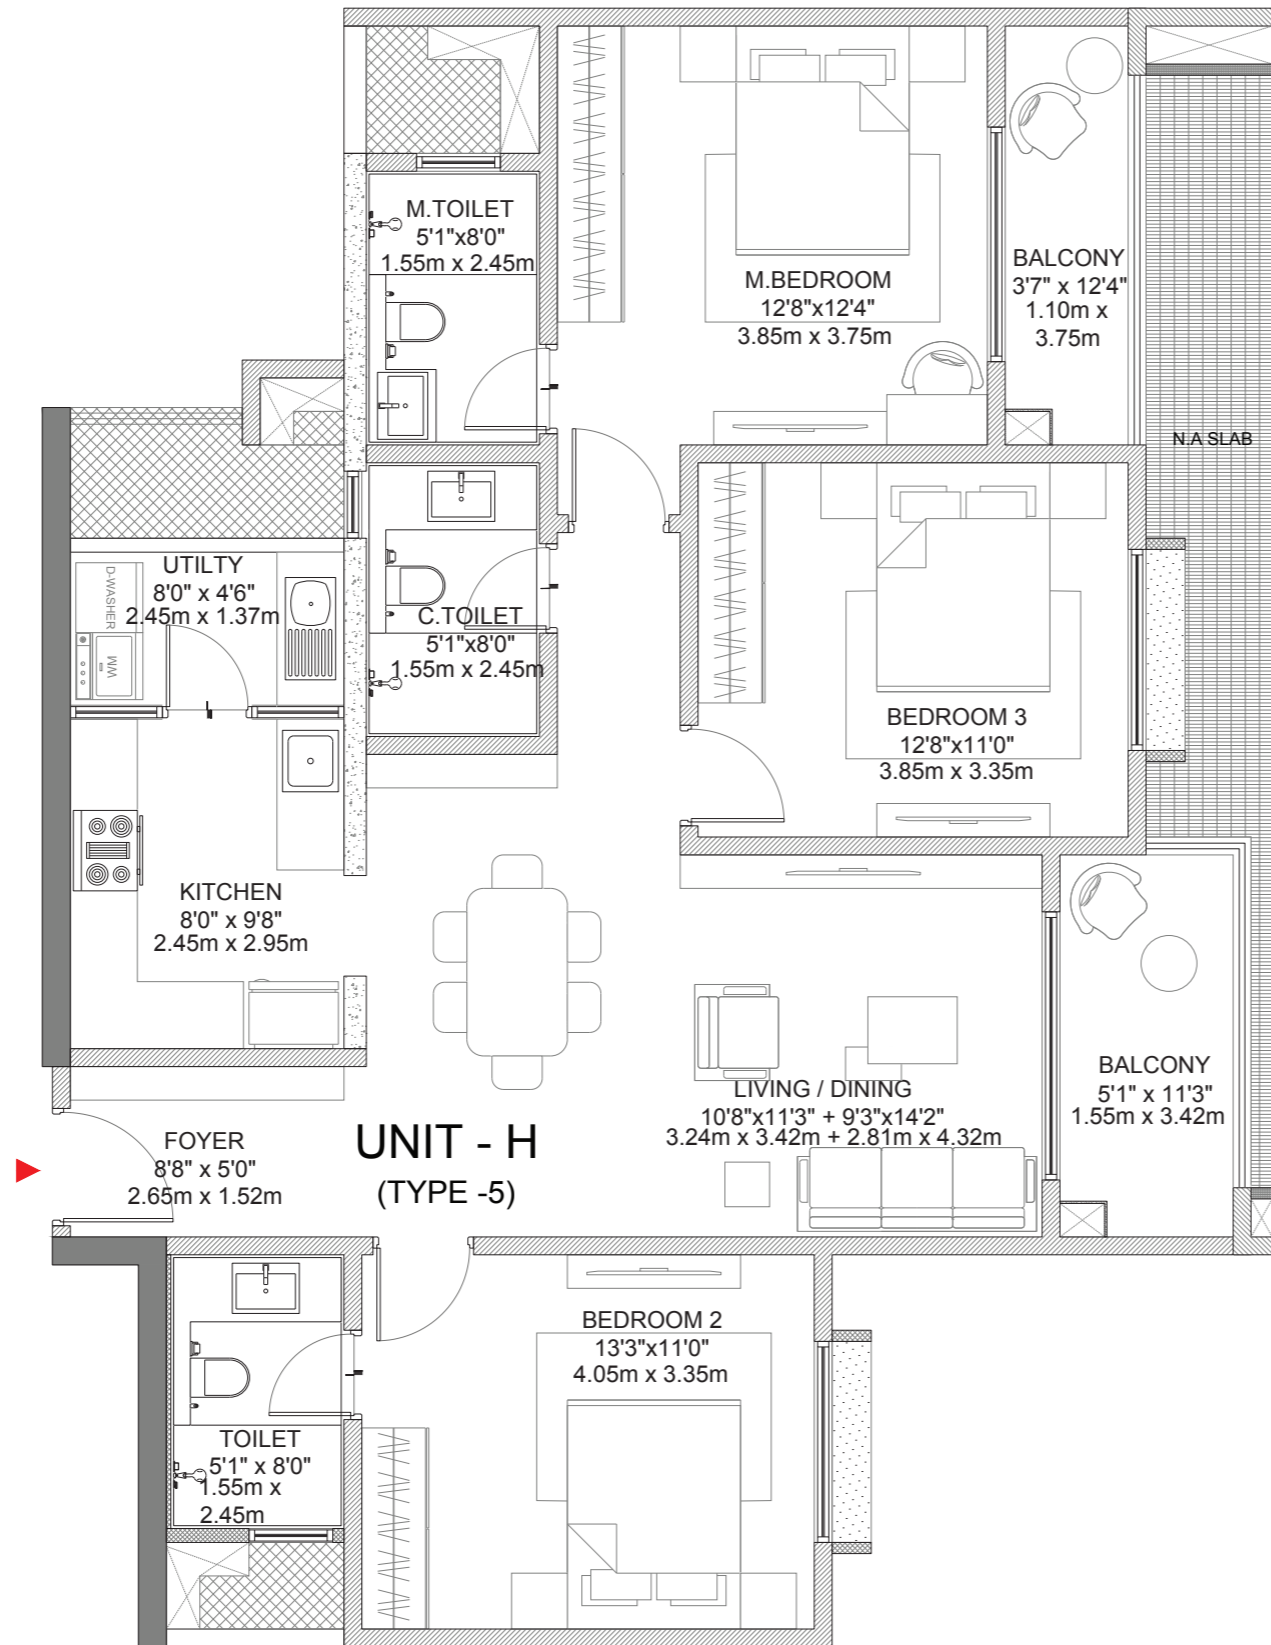 M.TOILET
5'1"x8'0"
1.55m x 2.45m
M.BEDROOM
12'8"x12'4"
3.85m x 3.75m
BALCONY
3'7" x 12'4"
1.10m x
3.75m
N.A SLAB
UTILTY
8'0" x 4'6"
2.45m x 1.37m
D-WASHER
WM
C.TOILET
5'1"x8'0"
1.55m x 2.45m
BEDROOM 3
12'8"x11'0"
3.85m x 3.35m
KITCHEN
8'0" x 9'8"
2.45m x 2.95m
LIVING / DINING
10'8"x11'3" + 9'3"x14'2"
3.24m x 3.42m + 2.81m x 4.32m
BALCONY
5'1" x 11'3"
1.55m x 3.42m
FOYER
8'8" x 5'0"
2.65m x 1.52m
UNIT - H
(TYPE -5)
BEDROOM 2
13'3"x11'0"
4.05m x 3.35m
TOILET
5'1" x 8'0"
1.55m x
2.45m